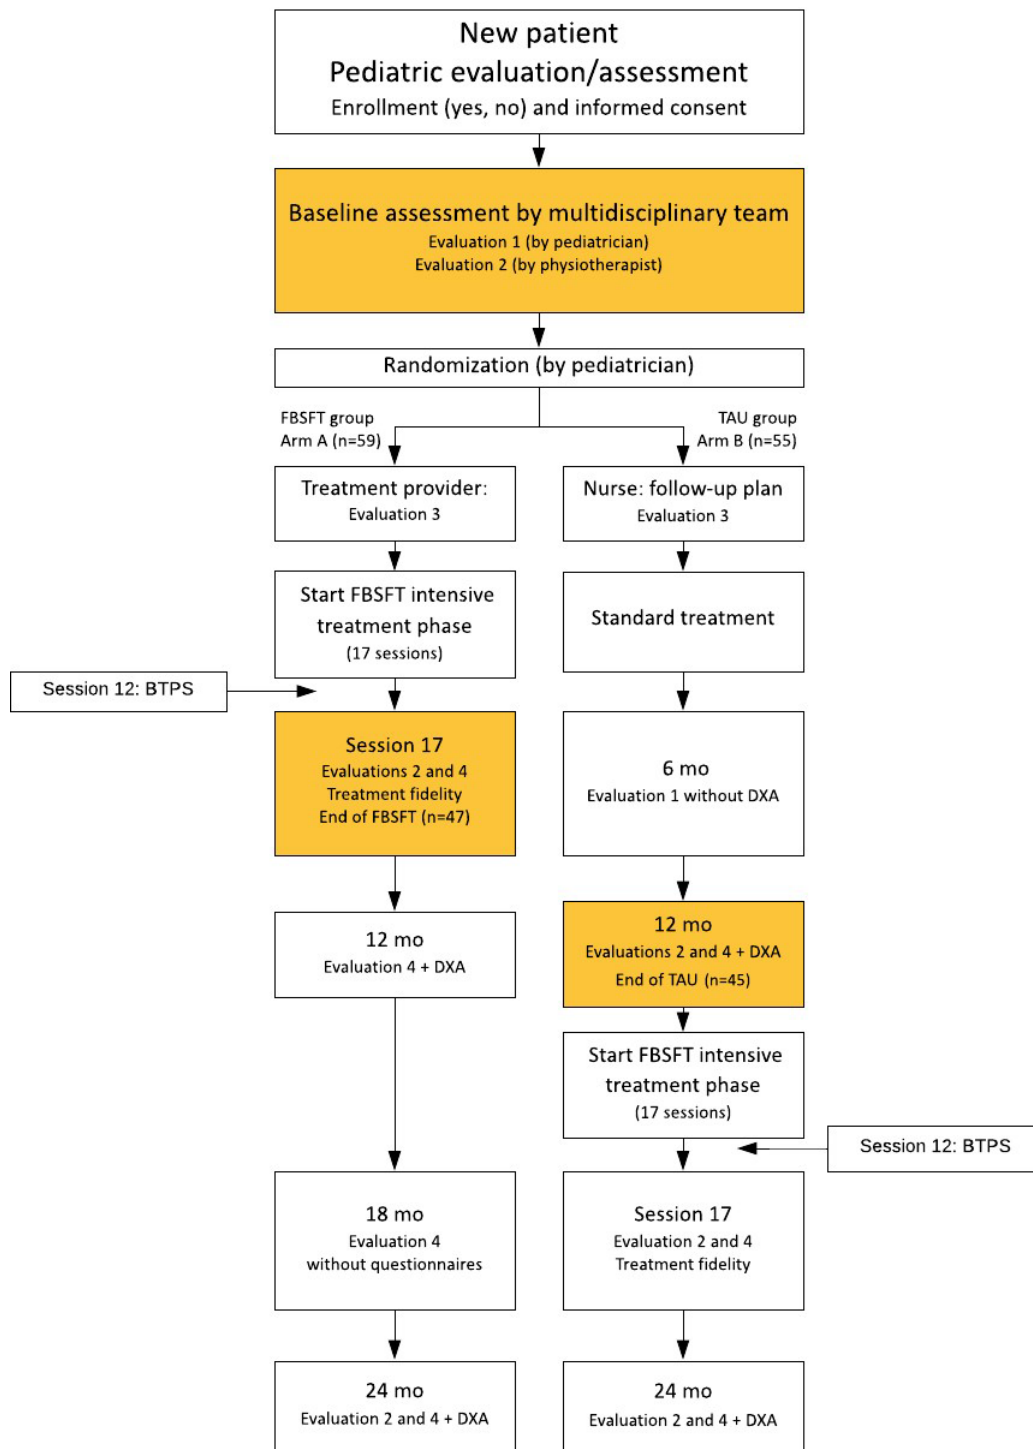 New patient
Pediatric evaluation/assessment
Enrollment (yes, no) and informed consent
Baseline assessment by multidisciplinary team
Evaluation 1 (by pediatrician)
Evaluation 2 (by physiotherapist)
Randomization (by pediatrician)
FBSFT group
Arm A (n=59)
TAU group
Arm B (n=55)
Treatment provider:
Evaluation 3
Nurse: follow-up plan
Evaluation 3
Start FBSFT intensive
treatment phase
(17 sessions)
Standard treatment
Session 12: BTPS
Session 17
Evaluations 2 and 4
Treatment fidelity
End of FBSFT (n=47)
6 mo
Evaluation 1 without DXA
12 mo
Evaluation 4 + DXA
12 mo
Evaluations 2 and 4 + DXA
End of TAU (n=45)
Start FBSFT intensive
treatment phase
(17 sessions)
Session 12: BTPS
18 mo
Evaluation 4
without questionnaires
Session 17
Evaluation 2 and 4
Treatment fidelity
24 mo
Evaluation 2 and 4 + DXA
24 mo
Evaluation 2 and 4 + DXA